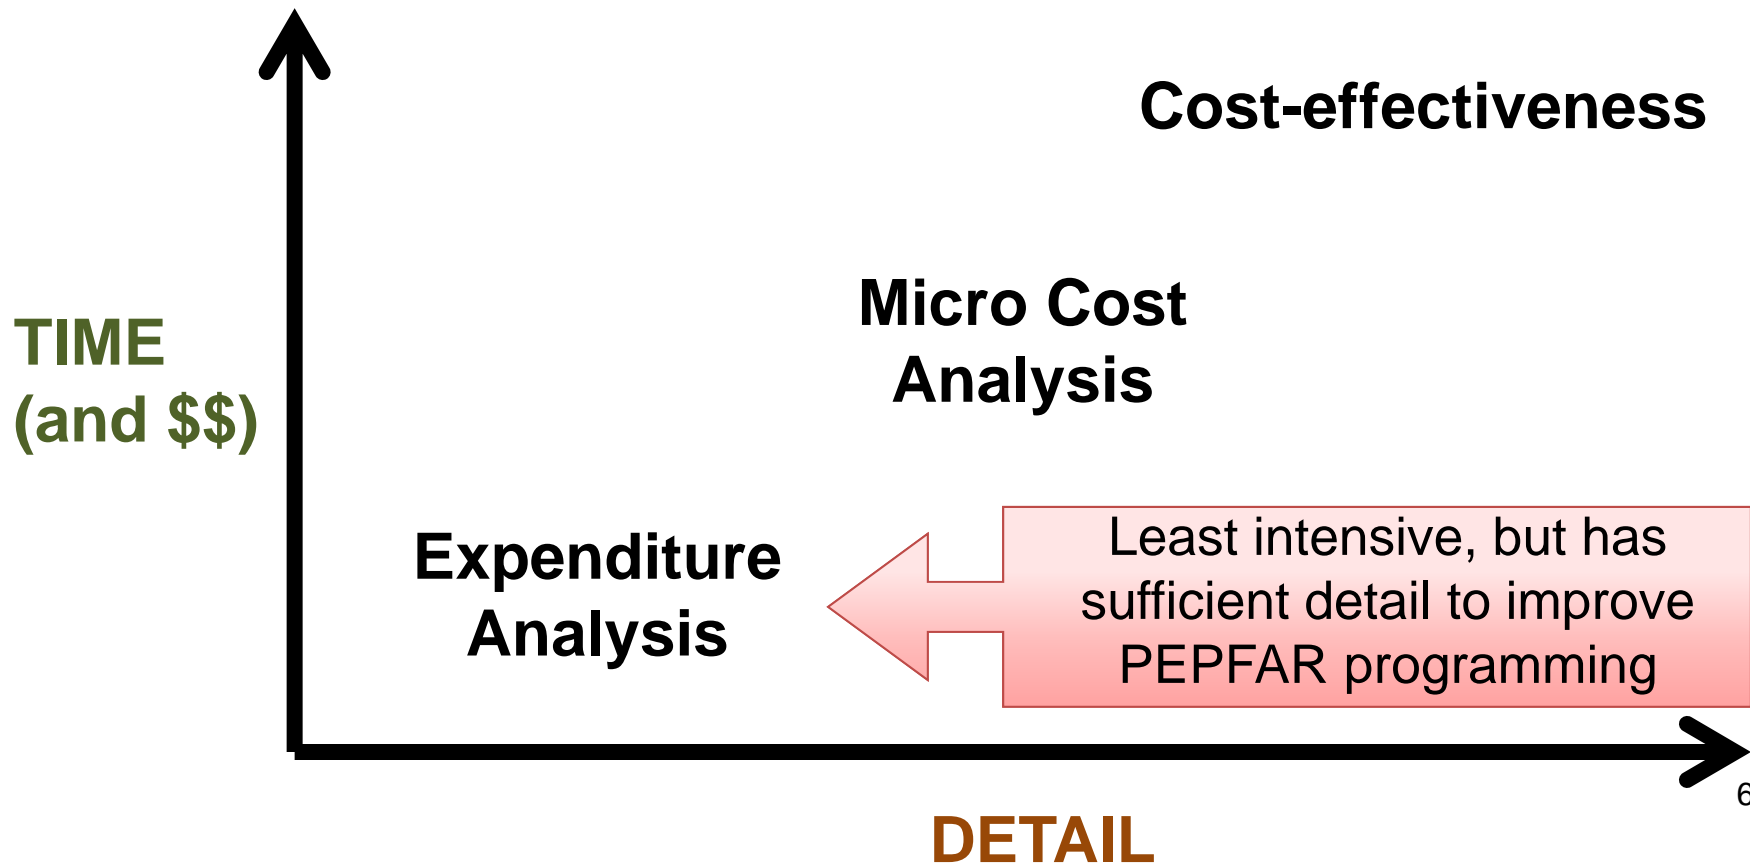 Cost-effectiveness
Micro Cost
Analysis
TIME
(and $$)
Expenditure
Analysis
Least intensive, but has
sufficient detail to improve
PEPFAR programming
6
DETAIL